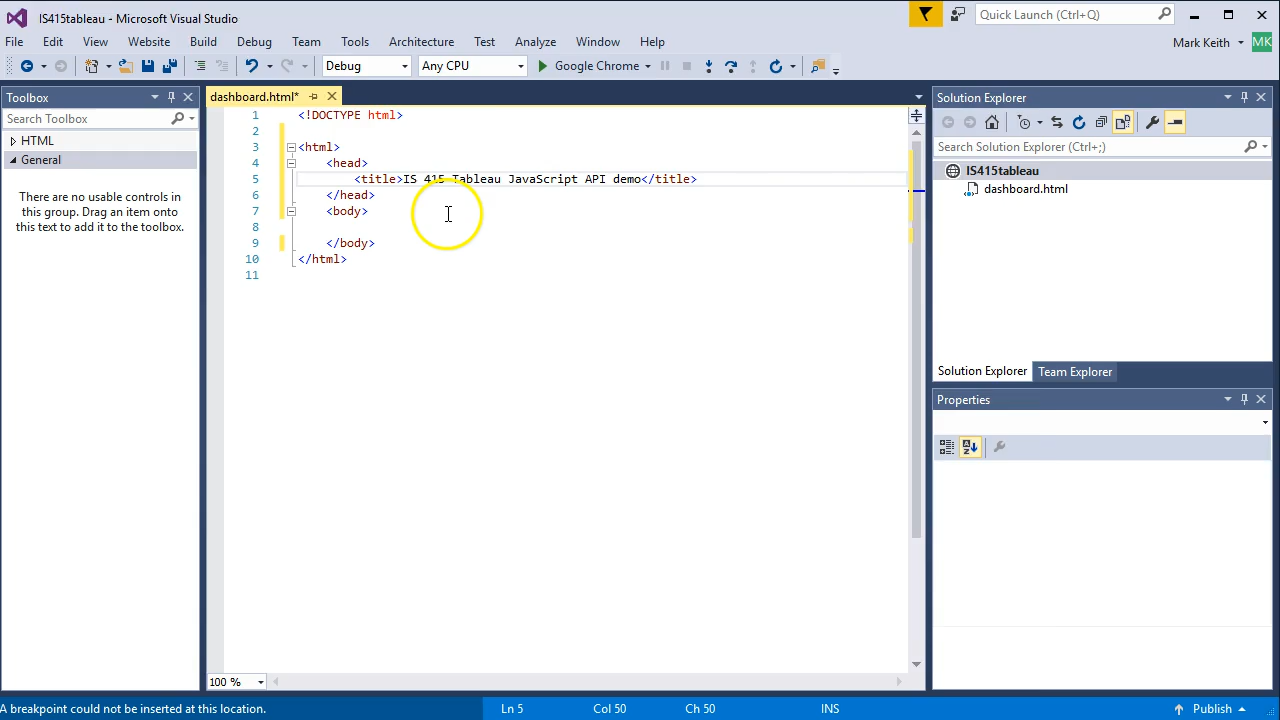 IS415tableau - Microsoft Visual Studio
Quick Launch (Ctrl+Q)
File Edit View Website Build Debug Team Tools Architecture Test Analyze Window Help
Mark Keith MK
Debug Any CPU Google Chrome
Toolbox
Search Toolbox
HTML
General
There are no usable controls in
this group. Drag an item onto
this text to add it to the toolbox.
dashboard.html*
1 <!DOCTYPE html>
2
3 <html>
4 <head>
5 <title>IS 415 Tableau JavaScript API demo</title>
6 </head>
7 <body>
8
9 </body>
10 </html>
11
100 %
Solution Explorer
Search Solution Explorer (Ctrl+;)
IS415tableau
dashboard.html
Solution Explorer Team Explorer
Properties
A breakpoint could not be inserted at this location. Ln 5 Col 50 Ch 50 INS Publish